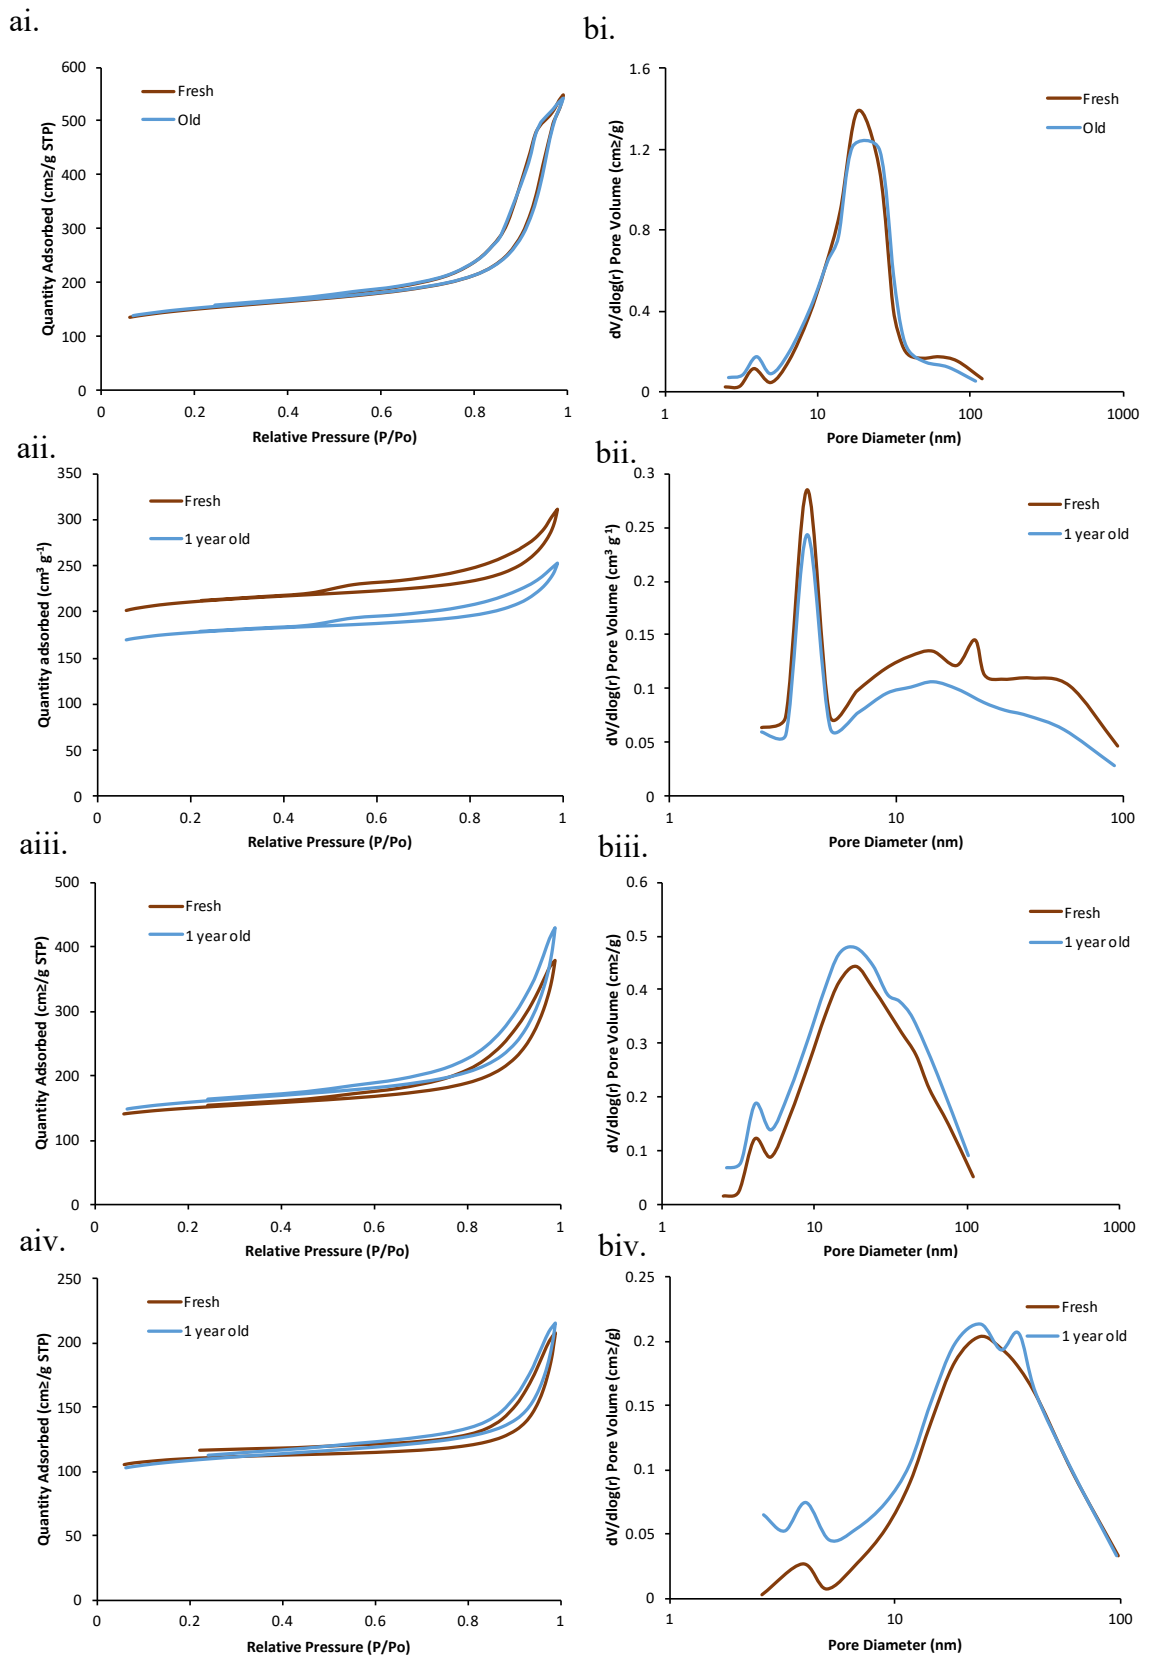 ai.
600
500
400
300
200
100
0
0 0.2 0.4 0.6 0.8 1
Quantity Adsorbed (cm≥/g STP)
Relative Pressure (P/Po)
Fresh
Old
bi.
1.6
1.2
0.8
0.4
0
1 10 100 1000
dV/dlog(r) Pore Volume (cm≥/g)
Pore Diameter (nm)
Fresh
Old
aii.
350
300
250
200
150
100
50
0
0 0.2 0.4 0.6 0.8 1
Quantity adsorbed (cm³ g⁻¹)
Relative Pressure (P/Po)
Fresh
1 year old
bii.
0.3
0.25
0.2
0.15
0.1
0.05
0
1 10 100
dV/dlog(r) Pore Volume (cm³ g⁻¹)
Pore Diameter (nm)
Fresh
1 year old
aiii.
500
400
300
200
100
0
0 0.2 0.4 0.6 0.8 1
Quantity Adsorbed (cm≥/g STP)
Relative Pressure (P/Po)
Fresh
1 year old
biii.
0.6
0.5
0.4
0.3
0.2
0.1
0
1 10 100 1000
dV/dlog(r) Pore Volume (cm≥/g)
Pore Diameter (nm)
Fresh
1 year old
aiv.
250
200
150
100
50
0
0 0.2 0.4 0.6 0.8 1
Quantity Adsorbed (cm≥/g STP)
Relative Pressure (P/Po)
Fresh
1 year old
biv.
0.25
0.2
0.15
0.1
0.05
0
1 10 100
dV/dlog(r) Pore Volume (cm≥/g)
Pore Diameter (nm)
Fresh
1 year old